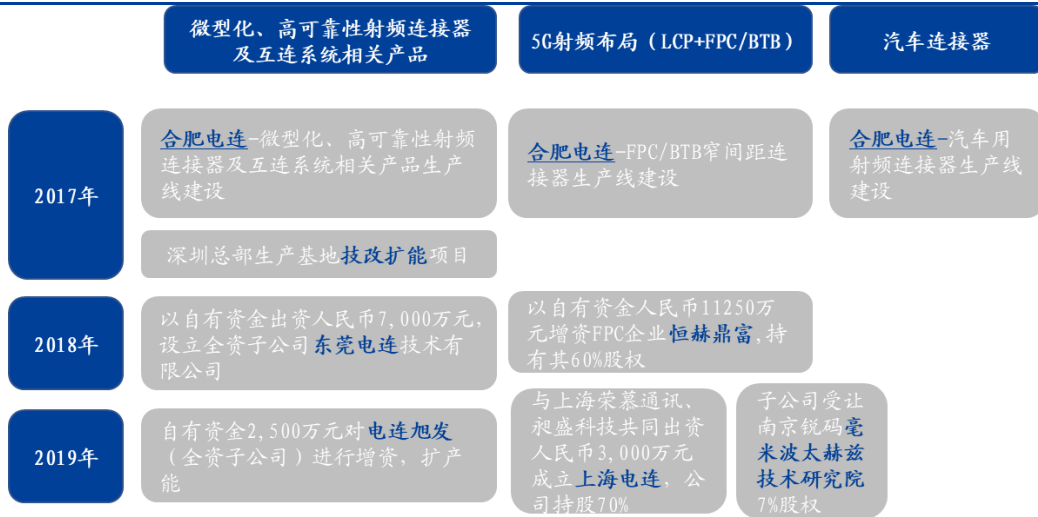 微型化、高可靠性射频连接器
及互连系统相关产品
5G射频布局（LCP+FPC/BTB）
汽车连接器
2017年
合肥电连-微型化、高可靠性射频
连接器及互连系统相关产品生产
线建设
合肥电连-FPC/BTB窄间距连
接器生产线建设
合肥电连-汽车用
射频连接器生产线
建设
深圳总部生产基地技改扩能项目
2018年
以自有资金出资人民币7,000万元,
设立全资子公司东莞电连技术有
限公司
以自有资金人民币11250万
元增资FPC企业恒赫鼎富,持
有其60%股权
2019年
自有资金2,500万元对电连旭发
（全资子公司）进行增资，扩产
能
与上海荣慕通讯、
昶盛科技共同出资
人民币3,000万元
成立上海电连，公
司持股70%
子公司受让
南京锐码毫
米波太赫兹
技术研究院
7%股权